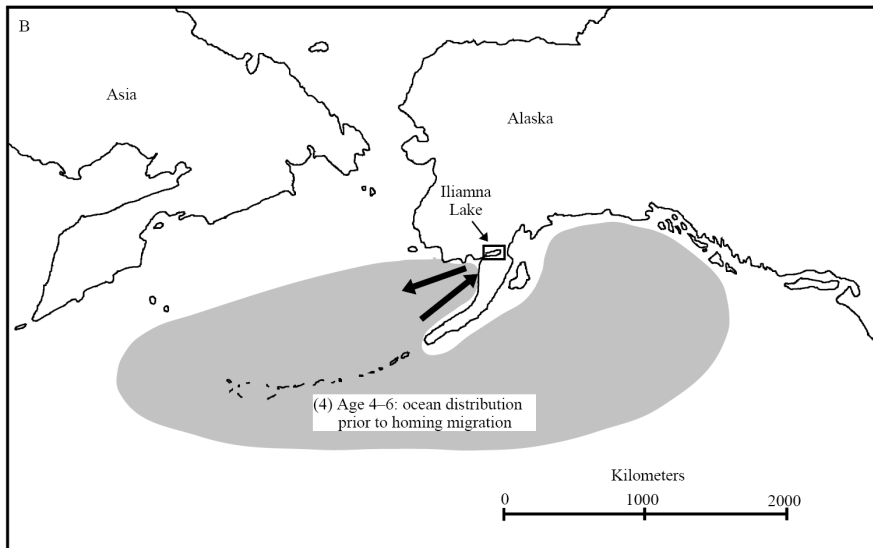 B
Asia
Alaska
Iliamna
Lake
(4) Age 4–6: ocean distribution
prior to homing migration
Kilometers
0 1000 2000